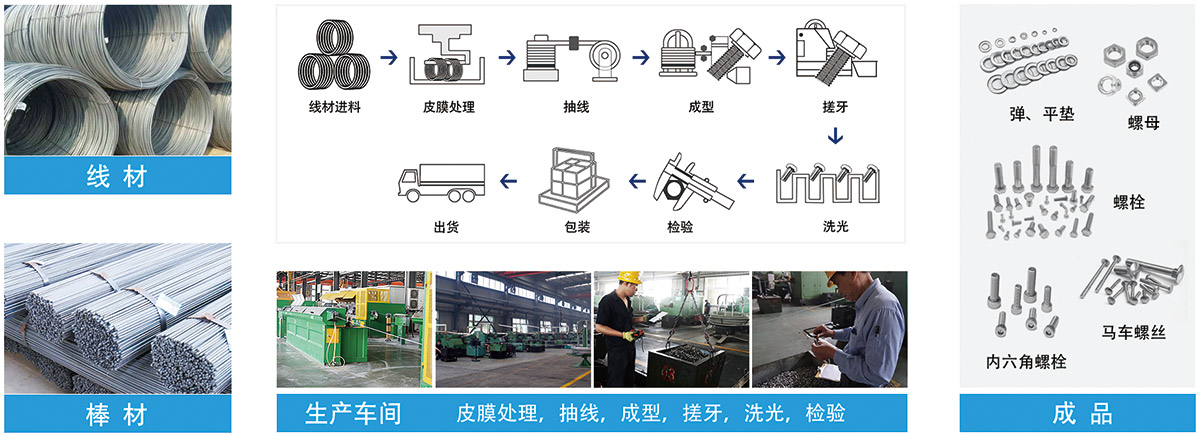 线材
棒材
线材进料
皮膜处理
抽线
成型
搓牙
出货
包装
检验
洗光
生产车间
皮膜处理, 抽线, 成型, 搓牙, 洗光, 检验
弹、平垫
螺母
螺栓
马车螺丝
内六角螺栓
成品